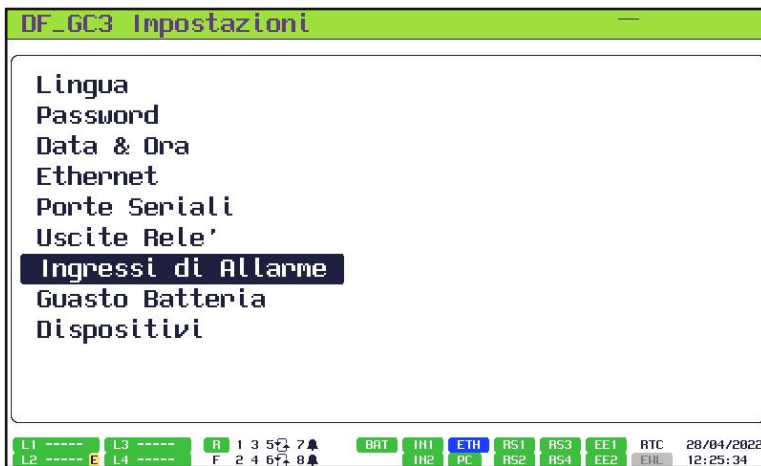 DF_GC3 Impostazioni
Lingua
Password
Data & Ora
Ethernet
Porte Seriali
Uscite Rele'
Ingressi di Allarme
Guasto Batteria
Dispositivi
L1 ----- L3 ----- R 1 3 5 7 BAT IN1 ETH RS1 RS3 EE1 RTC 28/04/2022
L2 ----- E L4 ----- F 2 4 6 8 IN2 PC RS2 RS4 EE2 EWL 12:25:34